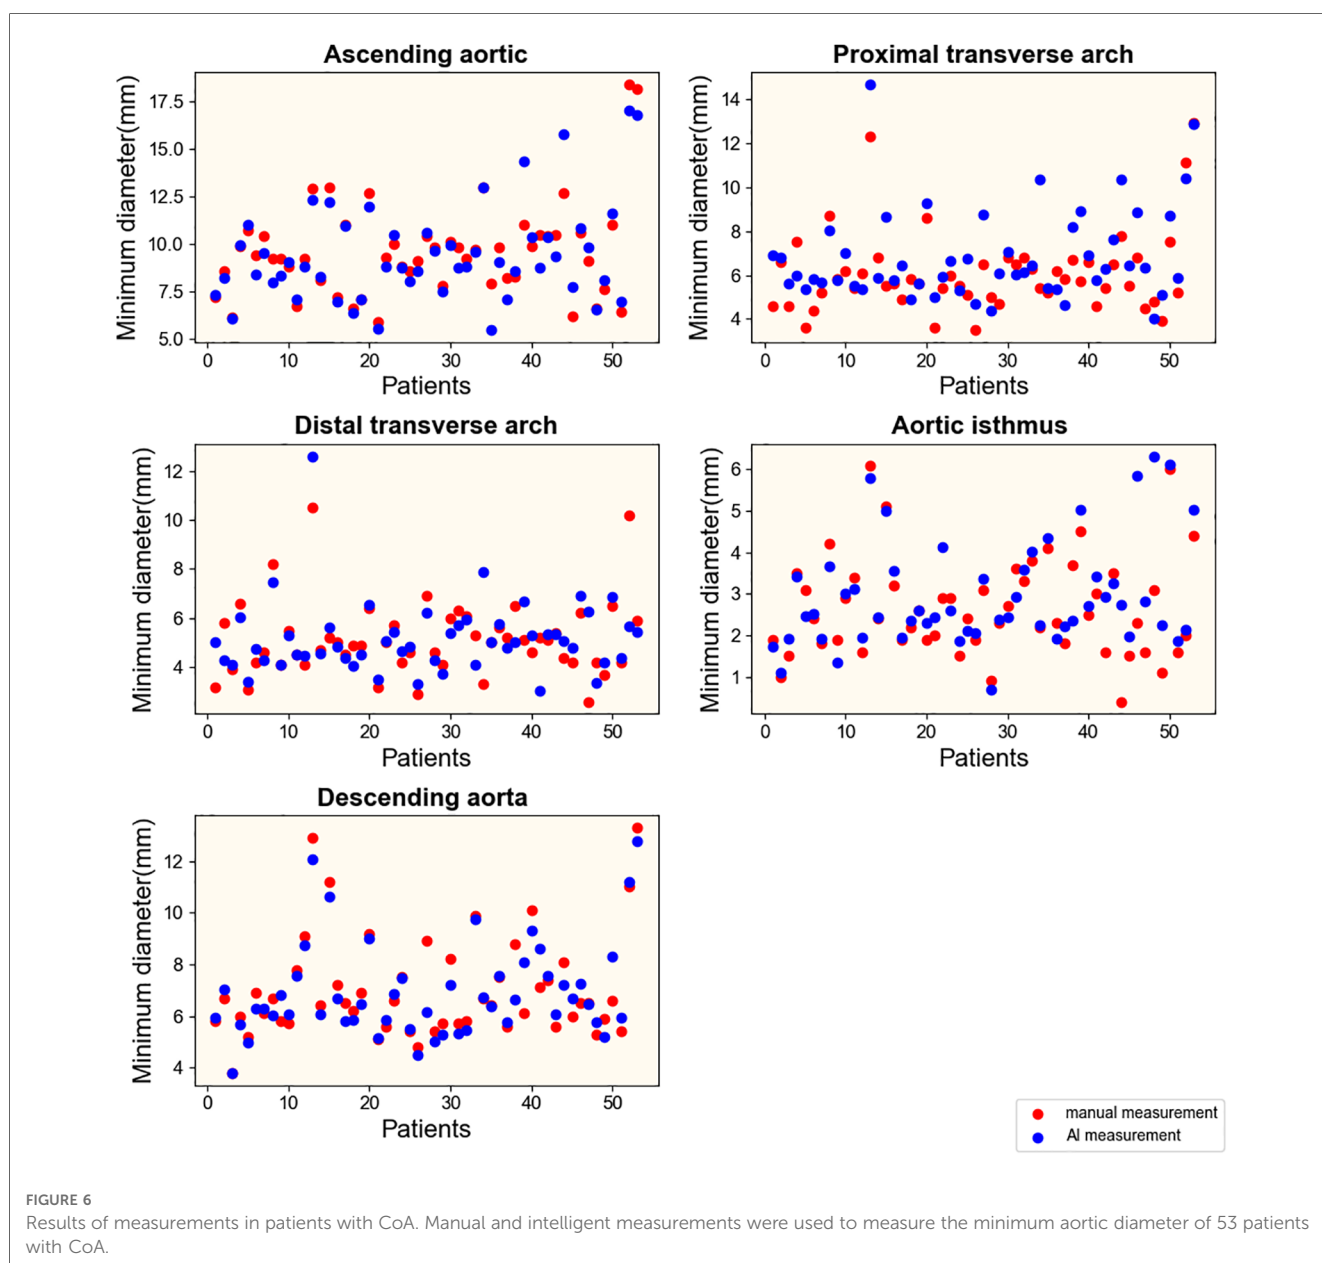 Ascending aortic
Minimum diameter(mm)
17.5
15.0
12.5
10.0
7.5
5.0
0 10 20 30 40 50
Patients
Proximal transverse arch
Minimum diameter(mm)
14
12
10
8
6
4
0 10 20 30 40 50
Patients
Distal transverse arch
Minimum diameter(mm)
12
10
8
6
4
0 10 20 30 40 50
Patients
Aortic isthmus
Minimum diameter(mm)
6
5
4
3
2
1
0 10 20 30 40 50
Patients
Descending aorta
Minimum diameter(mm)
12
10
8
6
4
0 10 20 30 40 50
Patients
manual measurement
AI measurement
FIGURE 6
Results of measurements in patients with CoA. Manual and intelligent measurements were used to measure the minimum aortic diameter of 53 patients
with CoA.